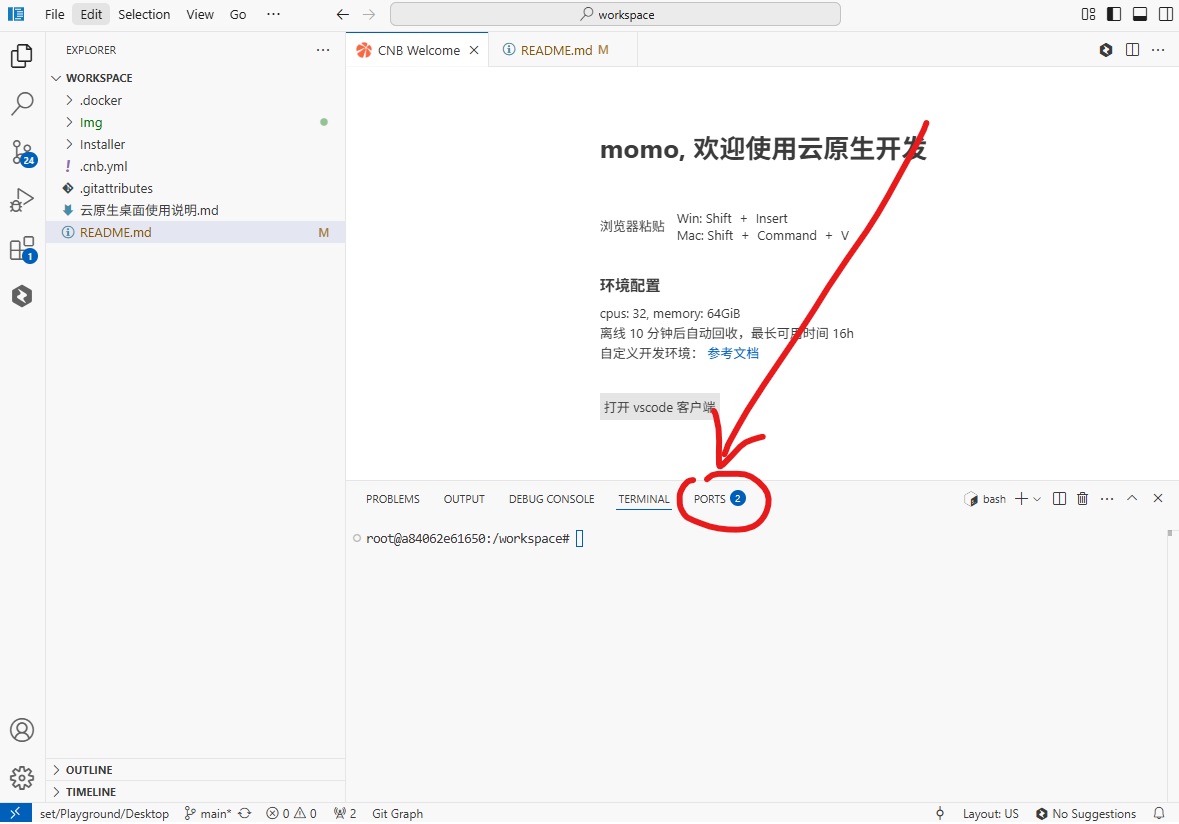 File Edit Selection View Go ···
workspace
EXPLORER ···
WORKSPACE
.docker
Img
Installer
! .cnb.yml
.gitattributes
云原生桌面使用说明.md
README.md M
24
1
OUTLINE
TIMELINE
CNB Welcome
README.md M
momo, 欢迎使用云原生开发
浏览器粘贴
Win: Shift + Insert
Mac: Shift + Command + V
环境配置
cpus: 32, memory: 64GiB
离线 10 分钟后自动回收，最长可用时间 16h
自定义开发环境： 参考文档
打开 vscode 客户端
PROBLEMS OUTPUT DEBUG CONSOLE TERMINAL PORTS 2
bash
root@a84062e61650:/workspace#
set/Playground/Desktop main* 0 0 2 Git Graph
Layout: US No Suggestions